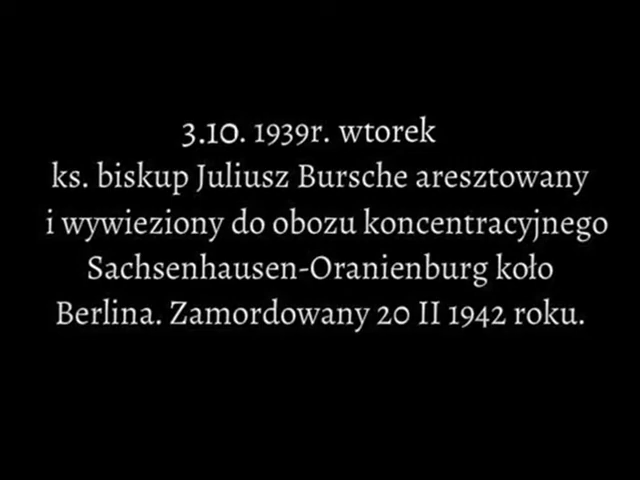 3.10. 1939r. wtorek
ks. biskup Juliusz Bursche aresztowany
i wywieziony do obozu koncentracyjnego
Sachsenhausen-Oranienburg koło
Berlina. Zamordowany 20 II 1942 roku.